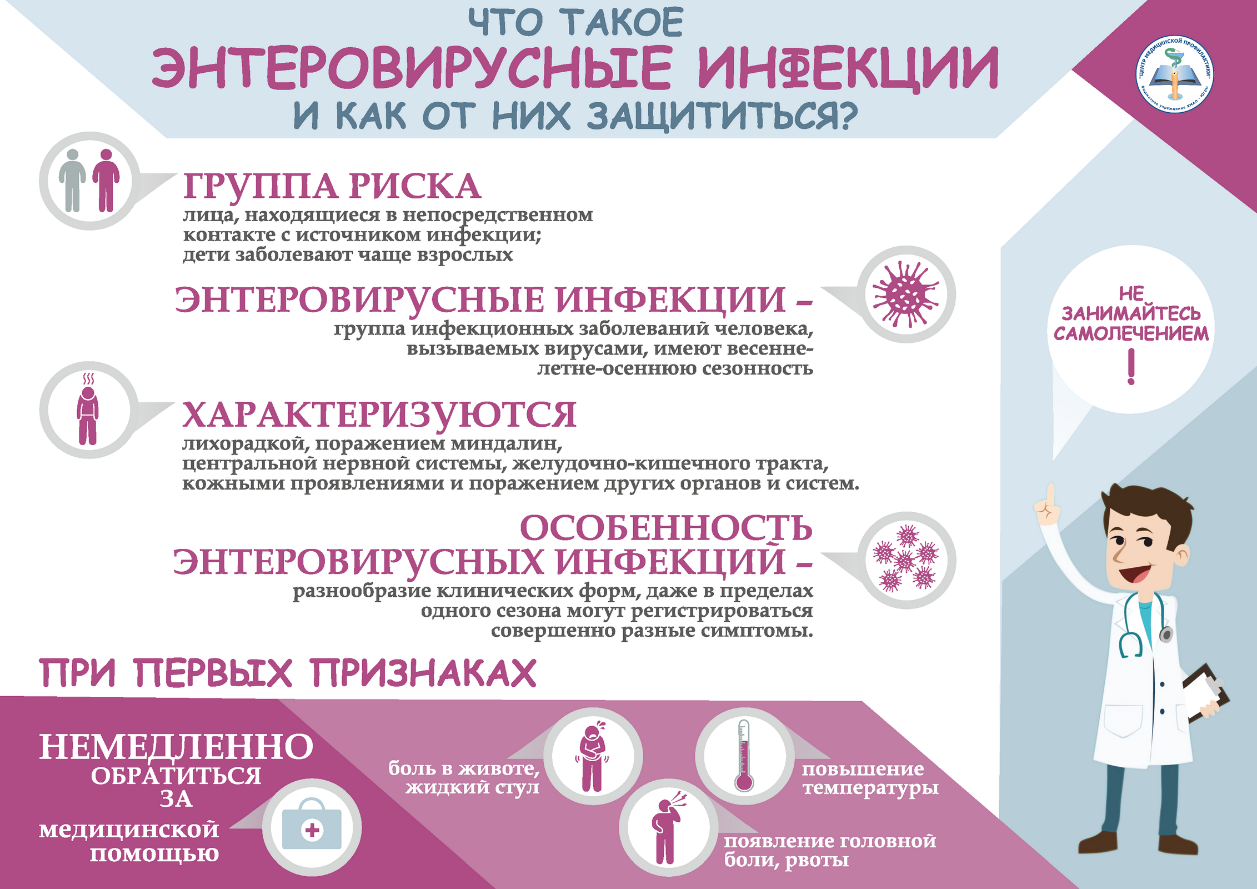 ЧТО ТАКОЕ
ЭНТЕРОВИРУСНЫЕ ИНФЕКЦИИ
И КАК ОТ НИХ ЗАЩИТИТЬСЯ?
"ЦЕНТР МЕДИЦИНСКОЙ ПРОФИЛАКТИКИ"
ГРУППА РИСКА
лица, находящиеся в непосредственном
контакте с источником инфекции;
дети заболевают чаще взрослых
ЭНТЕРОВИРУСНЫЕ ИНФЕКЦИИ –
группа инфекционных заболеваний человека,
вызываемых вирусами, имеют весенне-
летне-осеннюю сезонность
ХАРАКТЕРИЗУЮТСЯ
лихорадкой, поражением миндалин,
центральной нервной системы, желудочно-кишечного тракта,
кожными проявлениями и поражением других органов и систем.
ОСОБЕННОСТЬ
ЭНТЕРОВИРУСНЫХ ИНФЕКЦИЙ –
разнообразие клинических форм, даже в пределах
одного сезона могут регистрироваться
совершенно разные симптомы.
НЕ
ЗАНИМАЙТЕСЬ
САМОЛЕЧЕНИЕМ
!
ПРИ ПЕРВЫХ ПРИЗНАКАХ
НЕМЕДЛЕННО
ОБРАТИТЬСЯ
ЗА
медицинской
помощью
боль в животе,
жидкий стул
повышение
температуры
появление головной
боли, рвоты